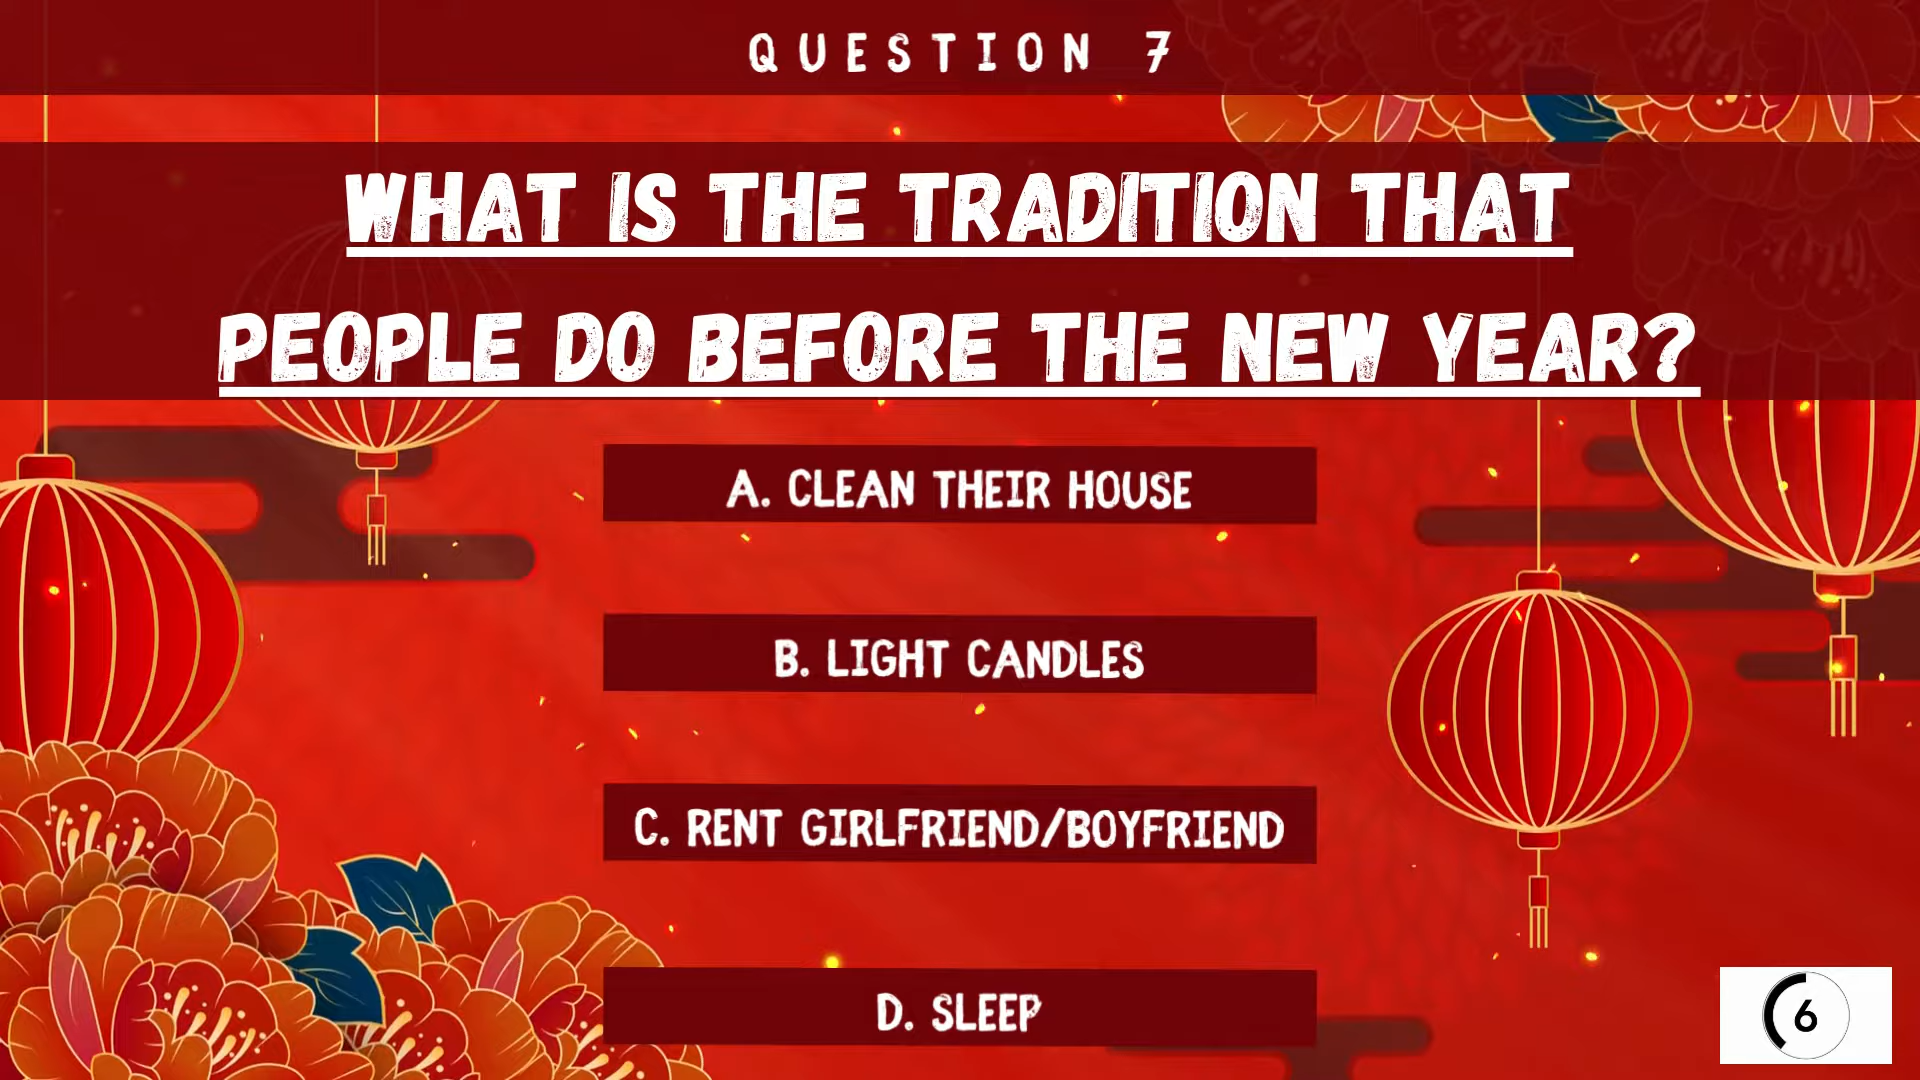 QUESTION 7
WHAT IS THE TRADITION THAT
PEOPLE DO BEFORE THE NEW YEAR?
A. CLEAN THEIR HOUSE
B. LIGHT CANDLES
C. RENT GIRLFRIEND/BOYFRIEND
D. SLEEP
6